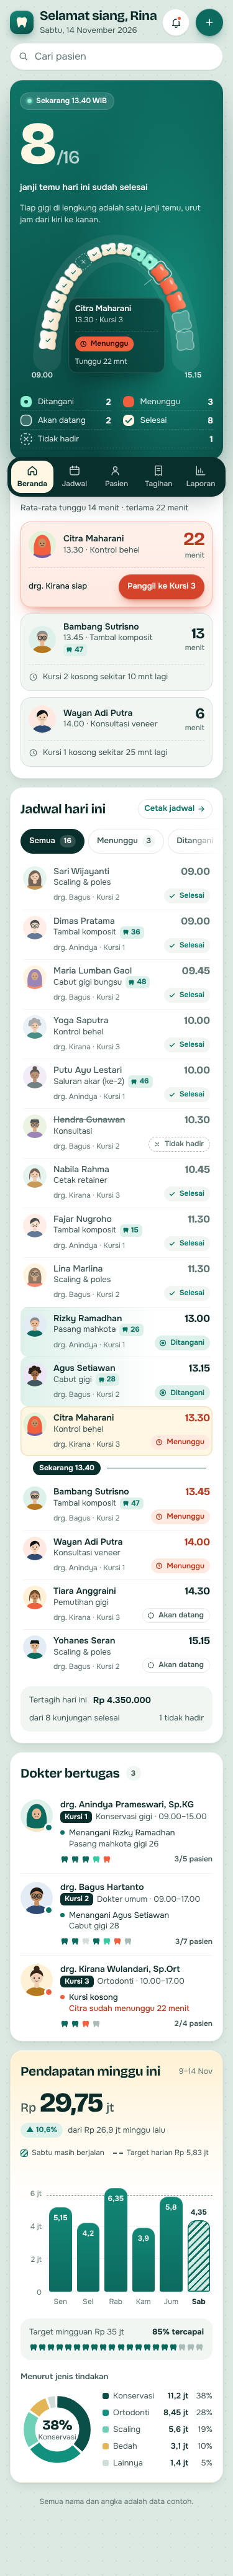 Selamat siang, Rina
Sabtu, 14 November 2026
Cari pasien
Sekarang 13.40 WIB
8/16
janji temu hari ini sudah selesai
Tiap gigi di lengkung adalah satu janji temu, urut
jam dari kiri ke kanan.
Citra Maharani
13.30 · Kursi 3
Menunggu
Tunggu 22 mnt
09.00
15.15
Ditangani 2
Menunggu 3
Akan datang 2
Selesai 8
Tidak hadir 1
Beranda
Jadwal
Pasien
Tagihan
Laporan
Rata-rata tunggu 14 menit · terlama 22 menit
Citra Maharani
13.30 · Kontrol behel
22
menit
drg. Kirana siap
Panggil ke Kursi 3
Bambang Sutrisno
13.45 · Tambal komposit
47
13
menit
Kursi 2 kosong sekitar 10 mnt lagi
Wayan Adi Putra
14.00 · Konsultasi veneer
6
menit
Kursi 1 kosong sekitar 25 mnt lagi
Jadwal hari ini
Cetak jadwal →
Semua 16
Menunggu 3
Ditangani
Sari Wijayanti 09.00
Scaling & poles
drg. Bagus · Kursi 2 Selesai
Dimas Pratama 09.00
Tambal komposit 36
drg. Anindya · Kursi 1 Selesai
Maria Lumban Gaol 09.45
Cabut gigi bungsu 48
drg. Bagus · Kursi 2 Selesai
Yoga Saputra 10.00
Kontrol behel
drg. Kirana · Kursi 3 Selesai
Putu Ayu Lestari 10.00
Saluran akar (ke-2) 46
drg. Anindya · Kursi 1 Selesai
Hendra Gunawan 10.30
Konsultasi
drg. Bagus · Kursi 2 Tidak hadir
Nabila Rahma 10.45
Cetak retainer
drg. Kirana · Kursi 3 Selesai
Fajar Nugroho 11.30
Tambal komposit 15
drg. Anindya · Kursi 1 Selesai
Lina Marlina 11.30
Scaling & poles
drg. Bagus · Kursi 2 Selesai
Rizky Ramadhan 13.00
Pasang mahkota 26
drg. Anindya · Kursi 1 Ditangani
Agus Setiawan 13.15
Cabut gigi 28
drg. Bagus · Kursi 2 Ditangani
Citra Maharani 13.30
Kontrol behel
drg. Kirana · Kursi 3 Menunggu
Sekarang 13.40
Bambang Sutrisno 13.45
Tambal komposit 47
drg. Bagus · Kursi 2 Menunggu
Wayan Adi Putra 14.00
Konsultasi veneer
drg. Anindya · Kursi 1 Menunggu
Tiara Anggraini 14.30
Pemutihan gigi
drg. Kirana · Kursi 3 Akan datang
Yohanes Seran 15.15
Scaling & poles
drg. Bagus · Kursi 2 Akan datang
Tertagih hari ini Rp 4.350.000
dari 8 kunjungan selesai 1 tidak hadir
Dokter bertugas 3
drg. Anindya Prameswari, Sp.KG
Kursi 1 Konservasi gigi · 09.00–15.00
Menangani Rizky Ramadhan
Pasang mahkota gigi 26
3/5 pasien
drg. Bagus Hartanto
Kursi 2 Dokter umum · 09.00–17.00
Menangani Agus Setiawan
Cabut gigi 28
3/7 pasien
drg. Kirana Wulandari, Sp.Ort
Kursi 3 Ortodonti · 10.00–17.00
Kursi kosong
Citra sudah menunggu 22 menit
2/4 pasien
Pendapatan minggu ini
9–14 Nov
Rp 29,75 jt
▲ 10,6% dari Rp 26,9 jt minggu lalu
Sabtu masih berjalan
Target harian Rp 5,83 jt
6 jt
4 jt
2 jt
0
5,15
4,2
6,35
3,9
5,8
4,35
Sen
Sel
Rab
Kam
Jum
Sab
Target mingguan Rp 35 jt 85% tercapai
Menurut jenis tindakan
38%
Konservasi
Konservasi 11,2 jt 38%
Ortodonti 8,45 jt 28%
Scaling 5,6 jt 19%
Bedah 3,1 jt 10%
Lainnya 1,4 jt 5%
Semua nama dan angka adalah data contoh.